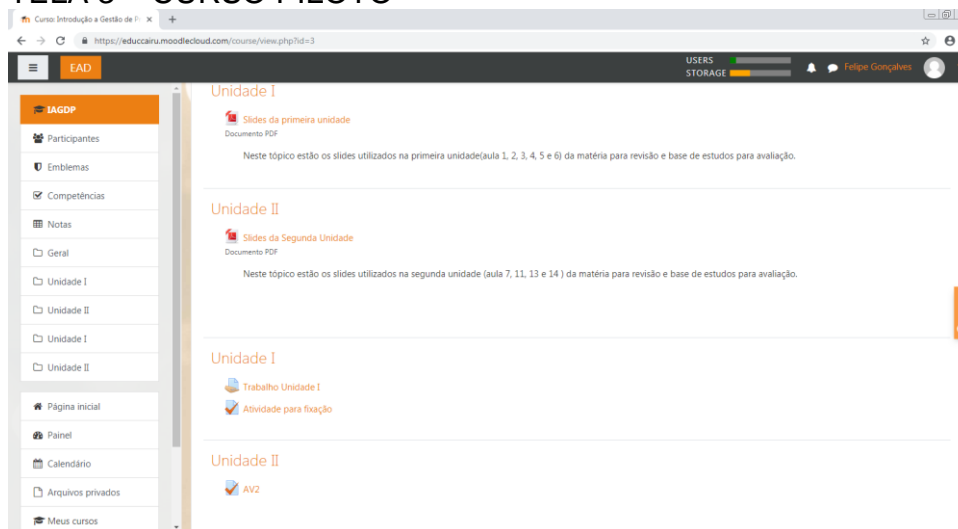 Curso: Introdução a Gestão de P
https://educcairu.moodlecloud.com/course/view.php?id=3
EAD
USERS
STORAGE
Felipe Gonçalves
IAGDP
Participantes
Emblemas
Competências
Notas
Geral
Unidade I
Unidade II
Unidade I
Unidade II
Página inicial
Painel
Calendário
Arquivos privados
Meus cursos
Unidade I
Slides da primeira unidade
Documento PDF
Neste tópico estão os slides utilizados na primeira unidade(aula 1, 2, 3, 4, 5 e 6) da matéria para revisão e base de estudos para avaliação.
Unidade II
Slides da Segunda Unidade
Documento PDF
Neste tópico estão os slides utilizados na segunda unidade (aula 7, 11, 13 e 14 ) da matéria para revisão e base de estudos para avaliação.
Unidade I
Trabalho Unidade I
Atividade para fixação
Unidade II
AV2